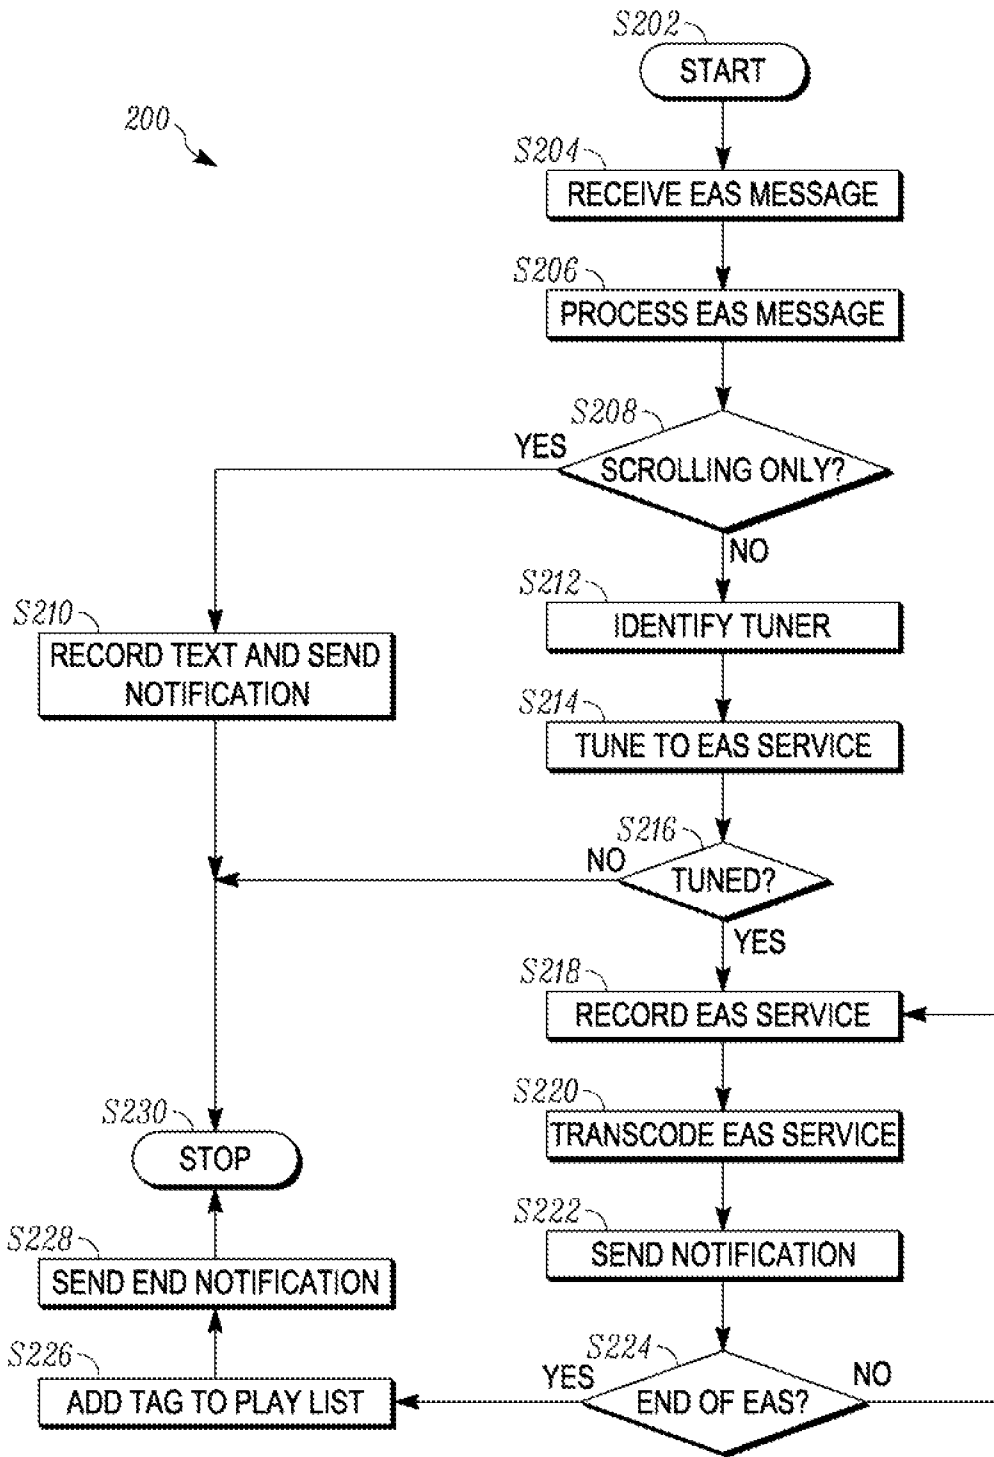 S202
START
200
S204
RECEIVE EAS MESSAGE
S206
PROCESS EAS MESSAGE
S208
YES
SCROLLING ONLY?
NO
S212
IDENTIFY TUNER
S210
RECORD TEXT AND SEND
NOTIFICATION
S214
TUNE TO EAS SERVICE
S216
NO
TUNED?
YES
S218
RECORD EAS SERVICE
S220
TRANSCODE EAS SERVICE
S230
STOP
S222
SEND NOTIFICATION
S228
SEND END NOTIFICATION
S224
YES
END OF EAS?
NO
S226
ADD TAG TO PLAY LIST